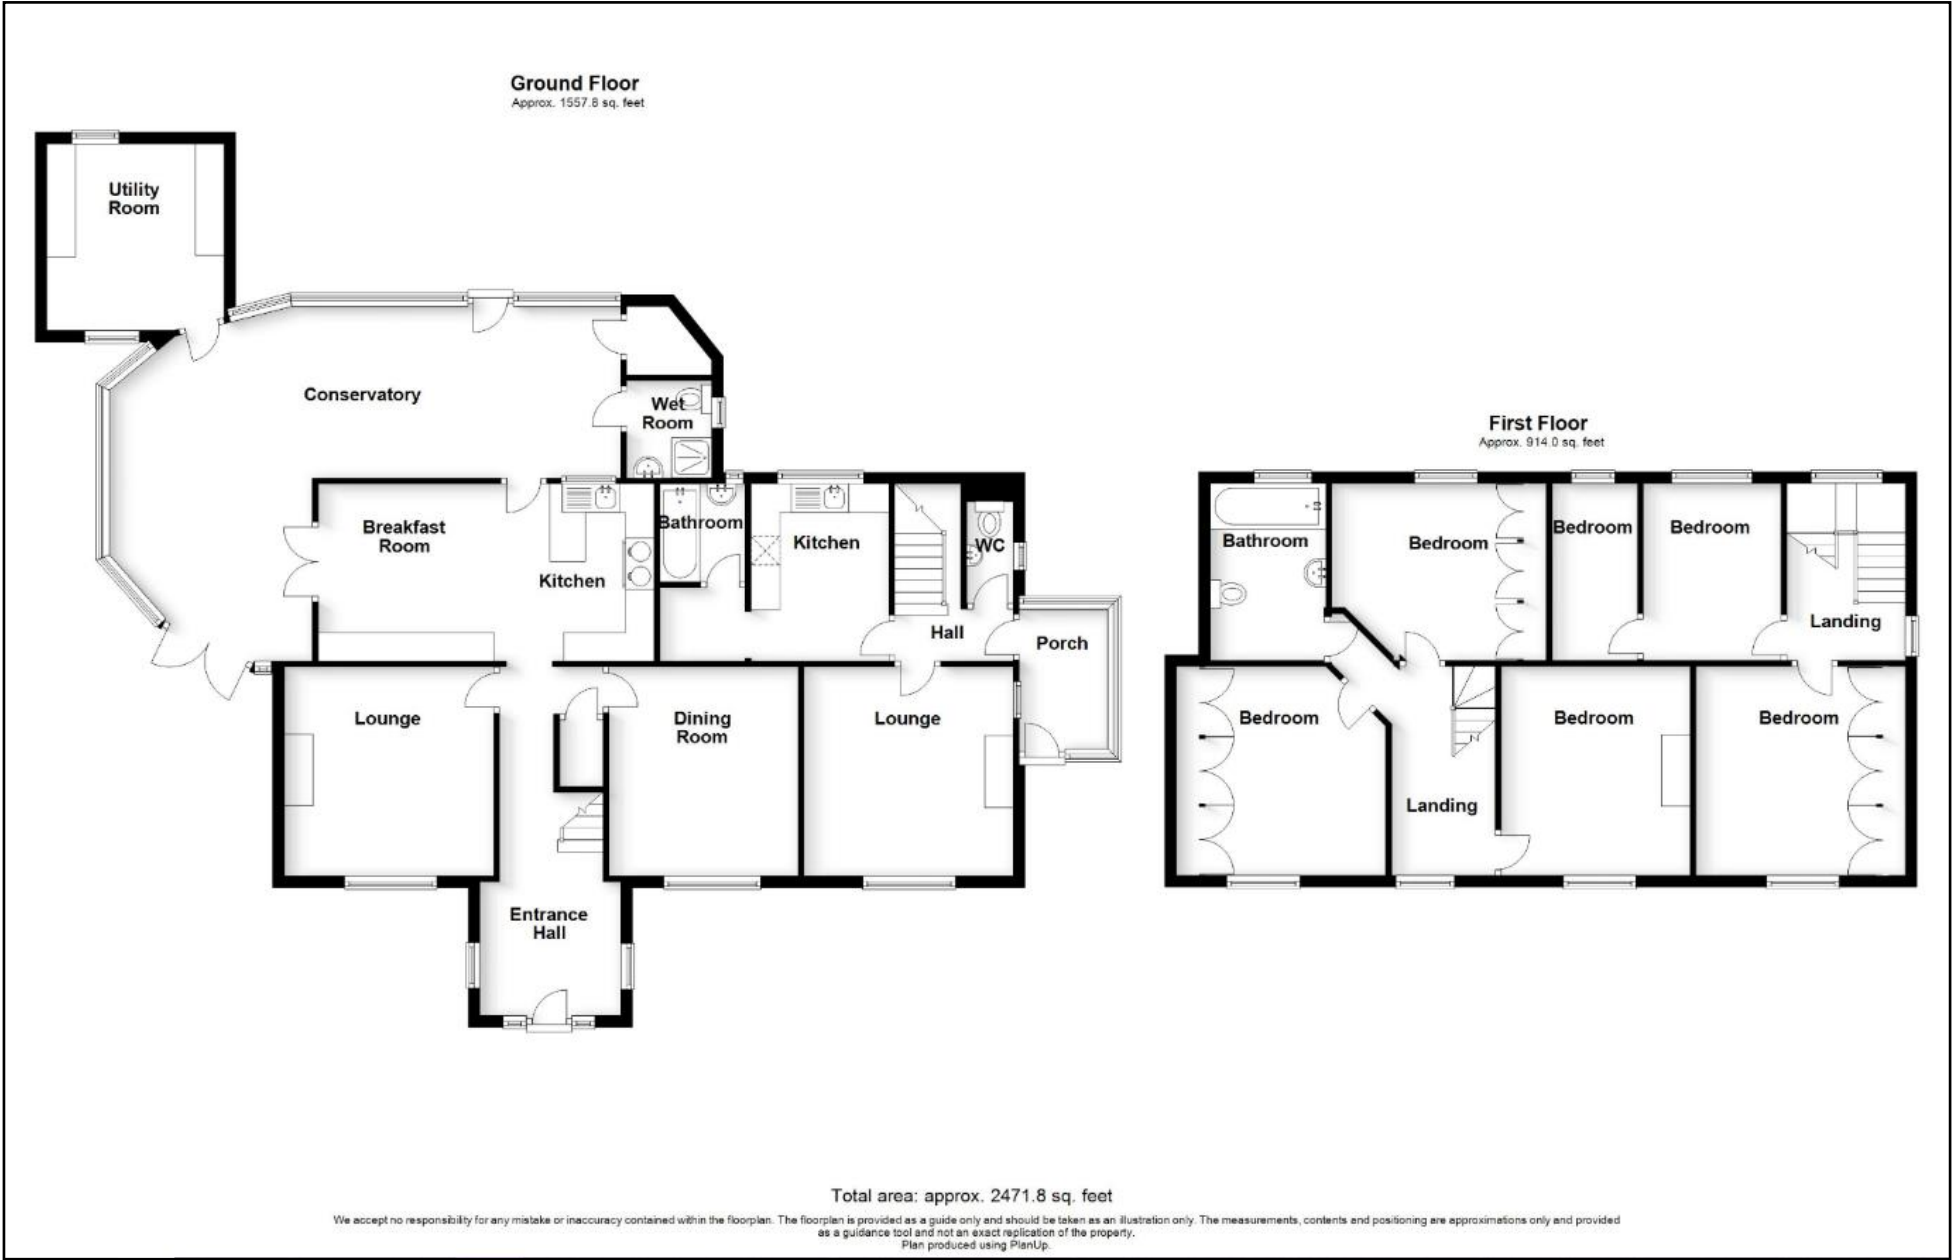 Ground Floor
Approx. 1557.8 sq. feet
Utility
Room
Conservatory
Wet
Room
Breakfast
Room
Kitchen
Bathroom
Kitchen
WC
Hall
Porch
Lounge
Dining
Room
Lounge
Entrance
Hall
First Floor
Approx. 914.0 sq. feet
Bathroom
Bedroom
Bedroom
Bedroom
Landing
Bedroom
Landing
Bedroom
Bedroom
Total area: approx. 2471.8 sq. feet
We accept no responsibility for any mistake or inaccuracy contained within the floorplan. The floorplan is provided as a guide only and should be taken as an illustration only. The measurements, contents and positioning are approximations only and provided
as a guidance tool and not an exact replication of the property.
Plan produced using PlanUp.